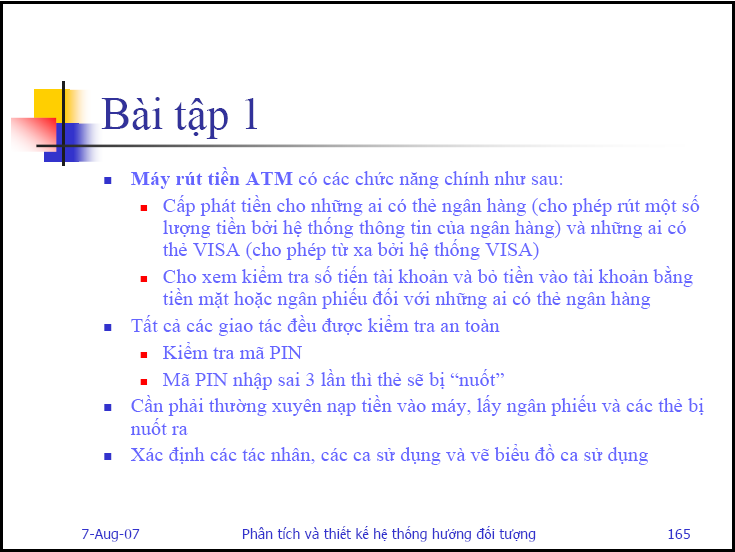 Bài tập 1
Máy rút tiền ATM có các chức năng chính như sau:
Cấp phát tiền cho những ai có thẻ ngân hàng (cho phép rút một số
lượng tiền bởi hệ thống thông tin của ngân hàng) và những ai có
thẻ VISA (cho phép từ xa bởi hệ thống VISA)
Cho xem kiểm tra số tiến tài khoản và bỏ tiền vào tài khoản bằng
tiền mặt hoặc ngân phiếu đối với những ai có thẻ ngân hàng
Tất cả các giao tác đều được kiểm tra an toàn
Kiểm tra mã PIN
Mã PIN nhập sai 3 lần thì thẻ sẽ bị “nuốt”
Cần phải thường xuyên nạp tiền vào máy, lấy ngân phiếu và các thẻ bị
nuốt ra
Xác định các tác nhân, các ca sử dụng và vẽ biểu đồ ca sử dụng
7-Aug-07 Phân tích và thiết kế hệ thống hướng đối tượng 165